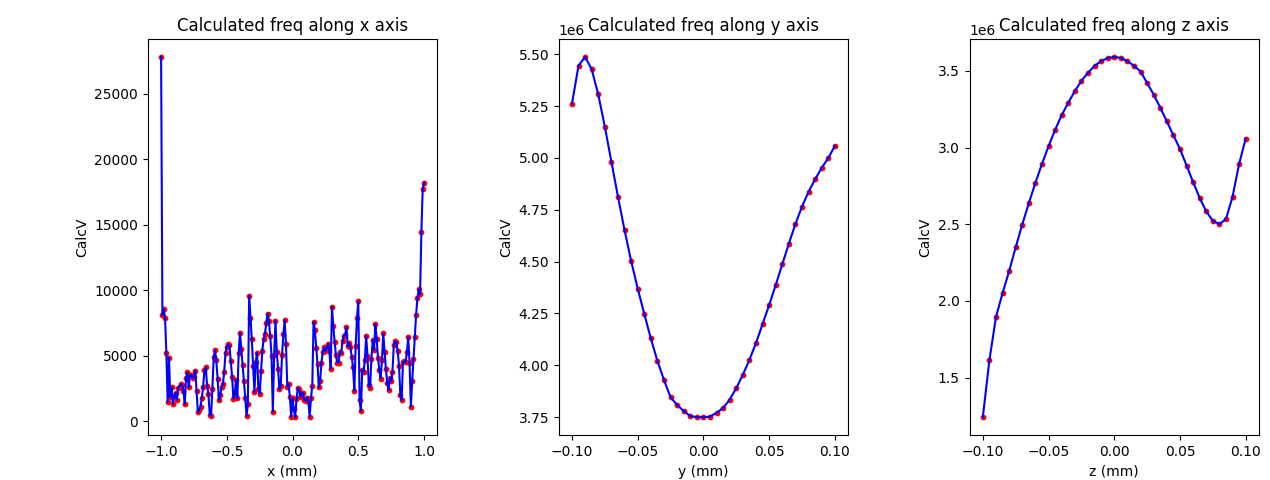 Calculated freq along x axis
CalcV
25000
20000
15000
10000
5000
0
−1.0 −0.5 0.0 0.5 1.0
x (mm)
1e6 Calculated freq along y axis
CalcV
5.50
5.25
5.00
4.75
4.50
4.25
4.00
3.75
−0.10 −0.05 0.00 0.05 0.10
y (mm)
1e6 Calculated freq along z axis
CalcV
3.5
3.0
2.5
2.0
1.5
−0.10 −0.05 0.00 0.05 0.10
z (mm)